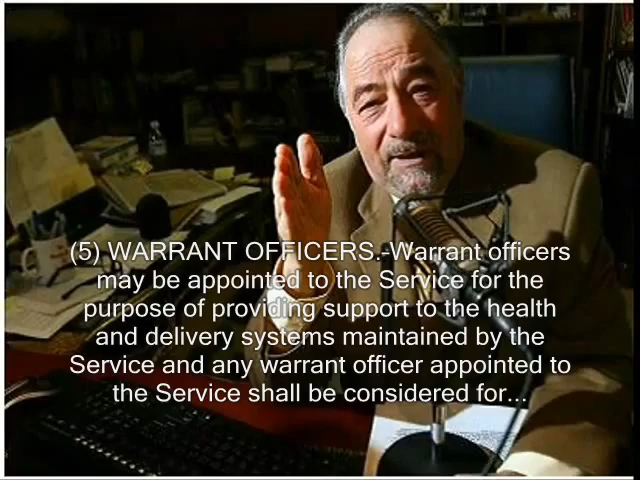 (5) WARRANT OFFICERS.-Warrant officers
may be appointed to the Service for the
purpose of providing support to the health
and delivery systems maintained by the
Service and any warrant officer appointed to
the Service shall be considered for...